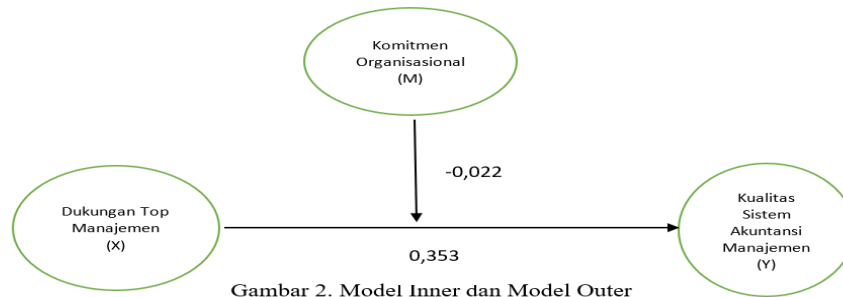 Komitmen
Organisasional
(M)
-0,022
Dukungan Top
Manajemen
(X)
Kualitas
Sistem
Akuntansi
Manajemen
(Y)
0,353
Gambar 2. Model Inner dan Model Outer